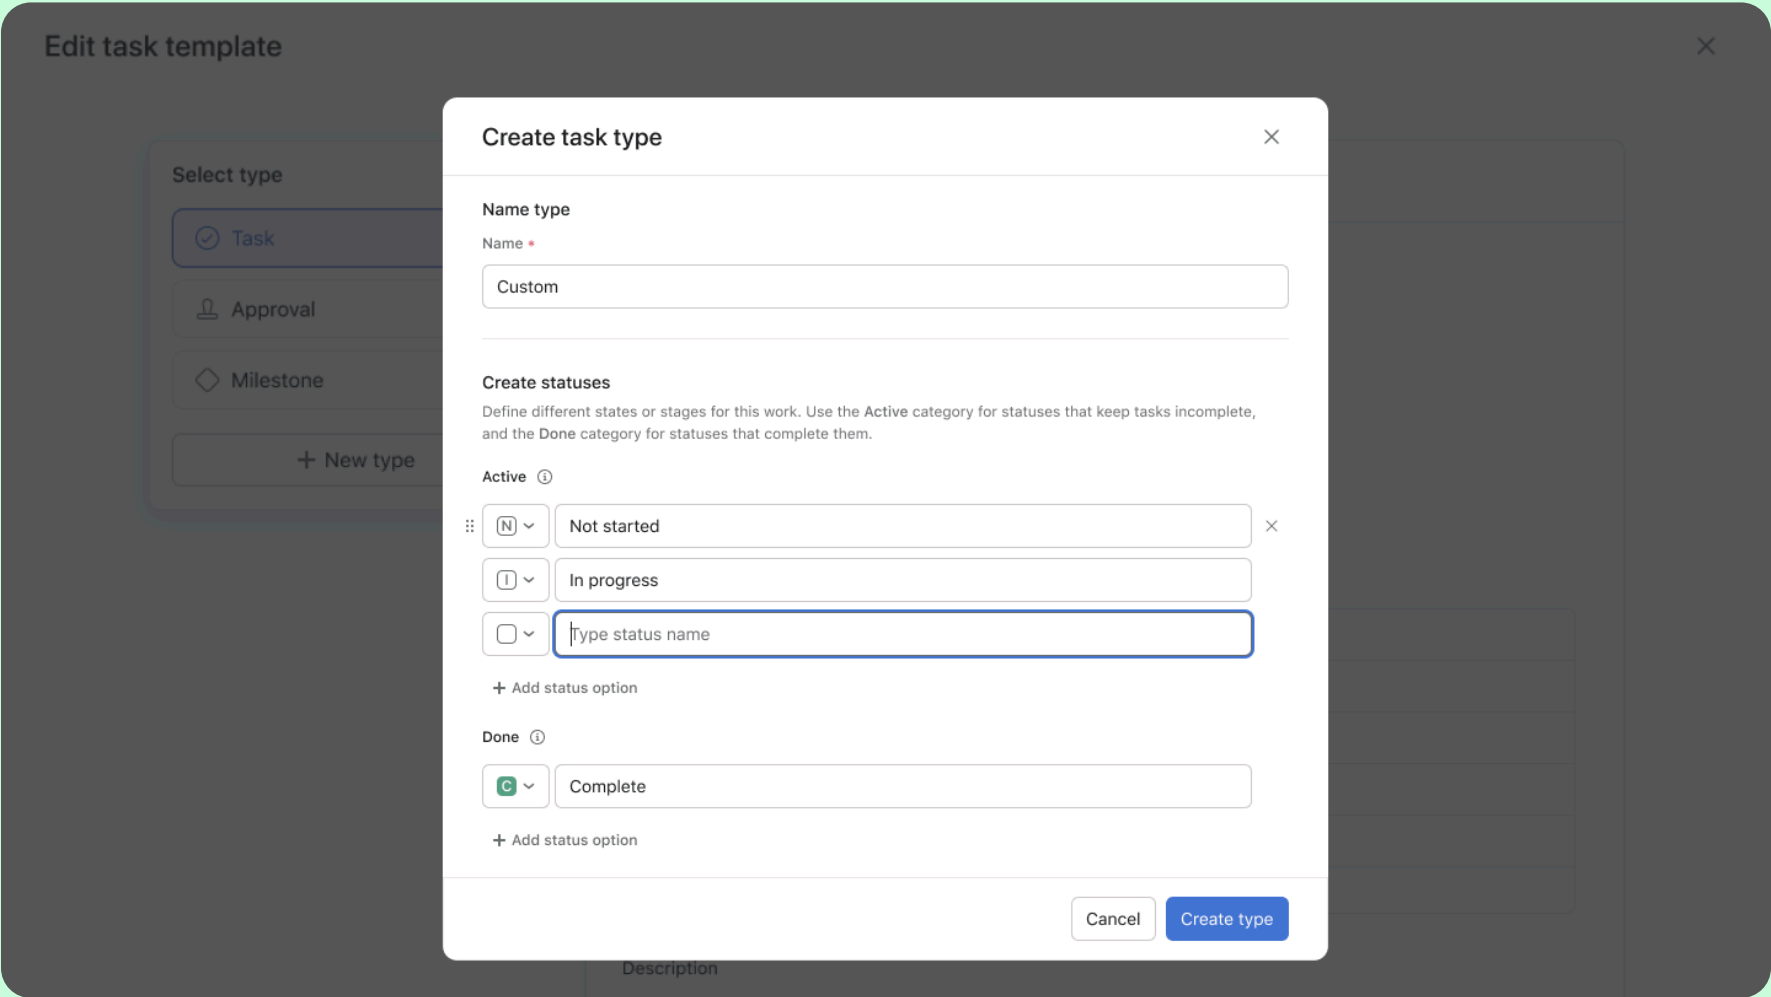 Edit task template
Create task type
Select type
Name type
Name *
Task
Custom
Approval
Milestone
Create statuses
Define different states or stages for this work. Use the Active category for statuses that keep tasks incomplete,
and the Done category for statuses that complete them.
+ New type
Active
N Not started
I In progress
Type status name
+ Add status option
Done
C Complete
+ Add status option
Cancel Create type
Description